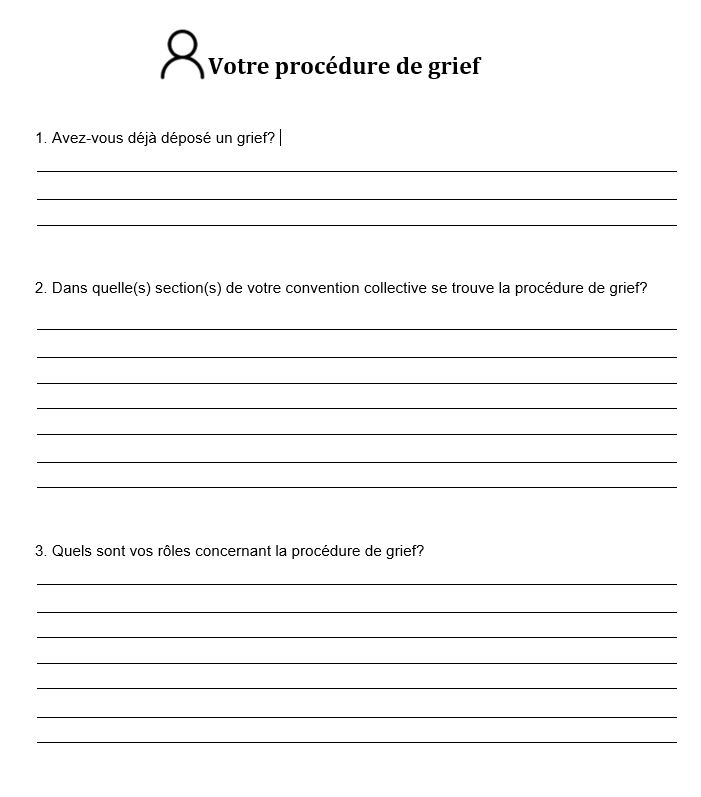 Votre procédure de grief
1. Avez-vous déjà déposé un grief?
2. Dans quelle(s) section(s) de votre convention collective se trouve la procédure de grief?
3. Quels sont vos rôles concernant la procédure de grief?